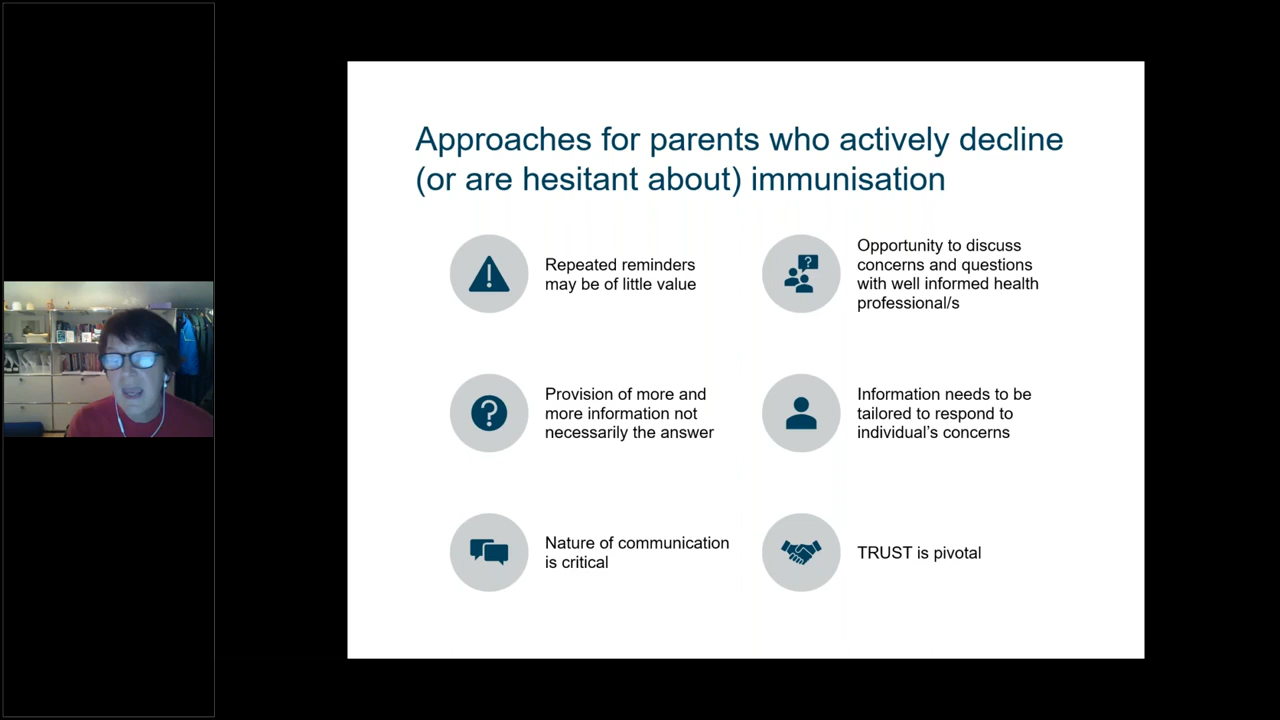 Approaches for parents who actively decline
(or are hesitant about) immunisation
Repeated reminders
may be of little value
Opportunity to discuss
concerns and questions
with well informed health
professional/s
Provision of more and
more information not
necessarily the answer
Information needs to be
tailored to respond to
individual’s concerns
Nature of communication
is critical
TRUST is pivotal